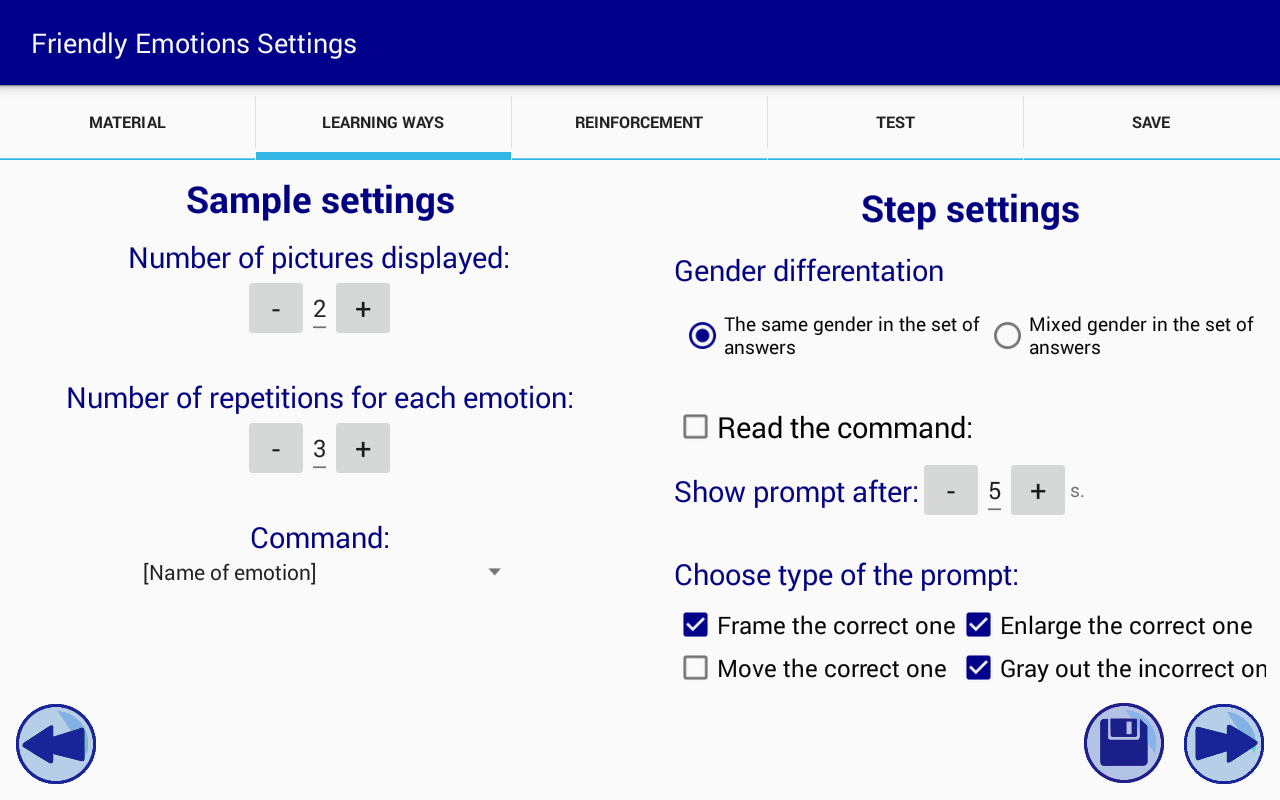 Friendly Emotions Settings
MATERIAL
LEARNING WAYS
REINFORCEMENT
TEST
SAVE
Sample settings
Number of pictures displayed:
- 2 +
Number of repetitions for each emotion:
- 3 +
Command:
[Name of emotion]
Step settings
Gender differentation
The same gender in the set of
answers
Mixed gender in the set of
answers
Read the command:
Show prompt after: - 5 + s.
Choose type of the prompt:
Frame the correct one
Enlarge the correct one
Move the correct one
Gray out the incorrect on